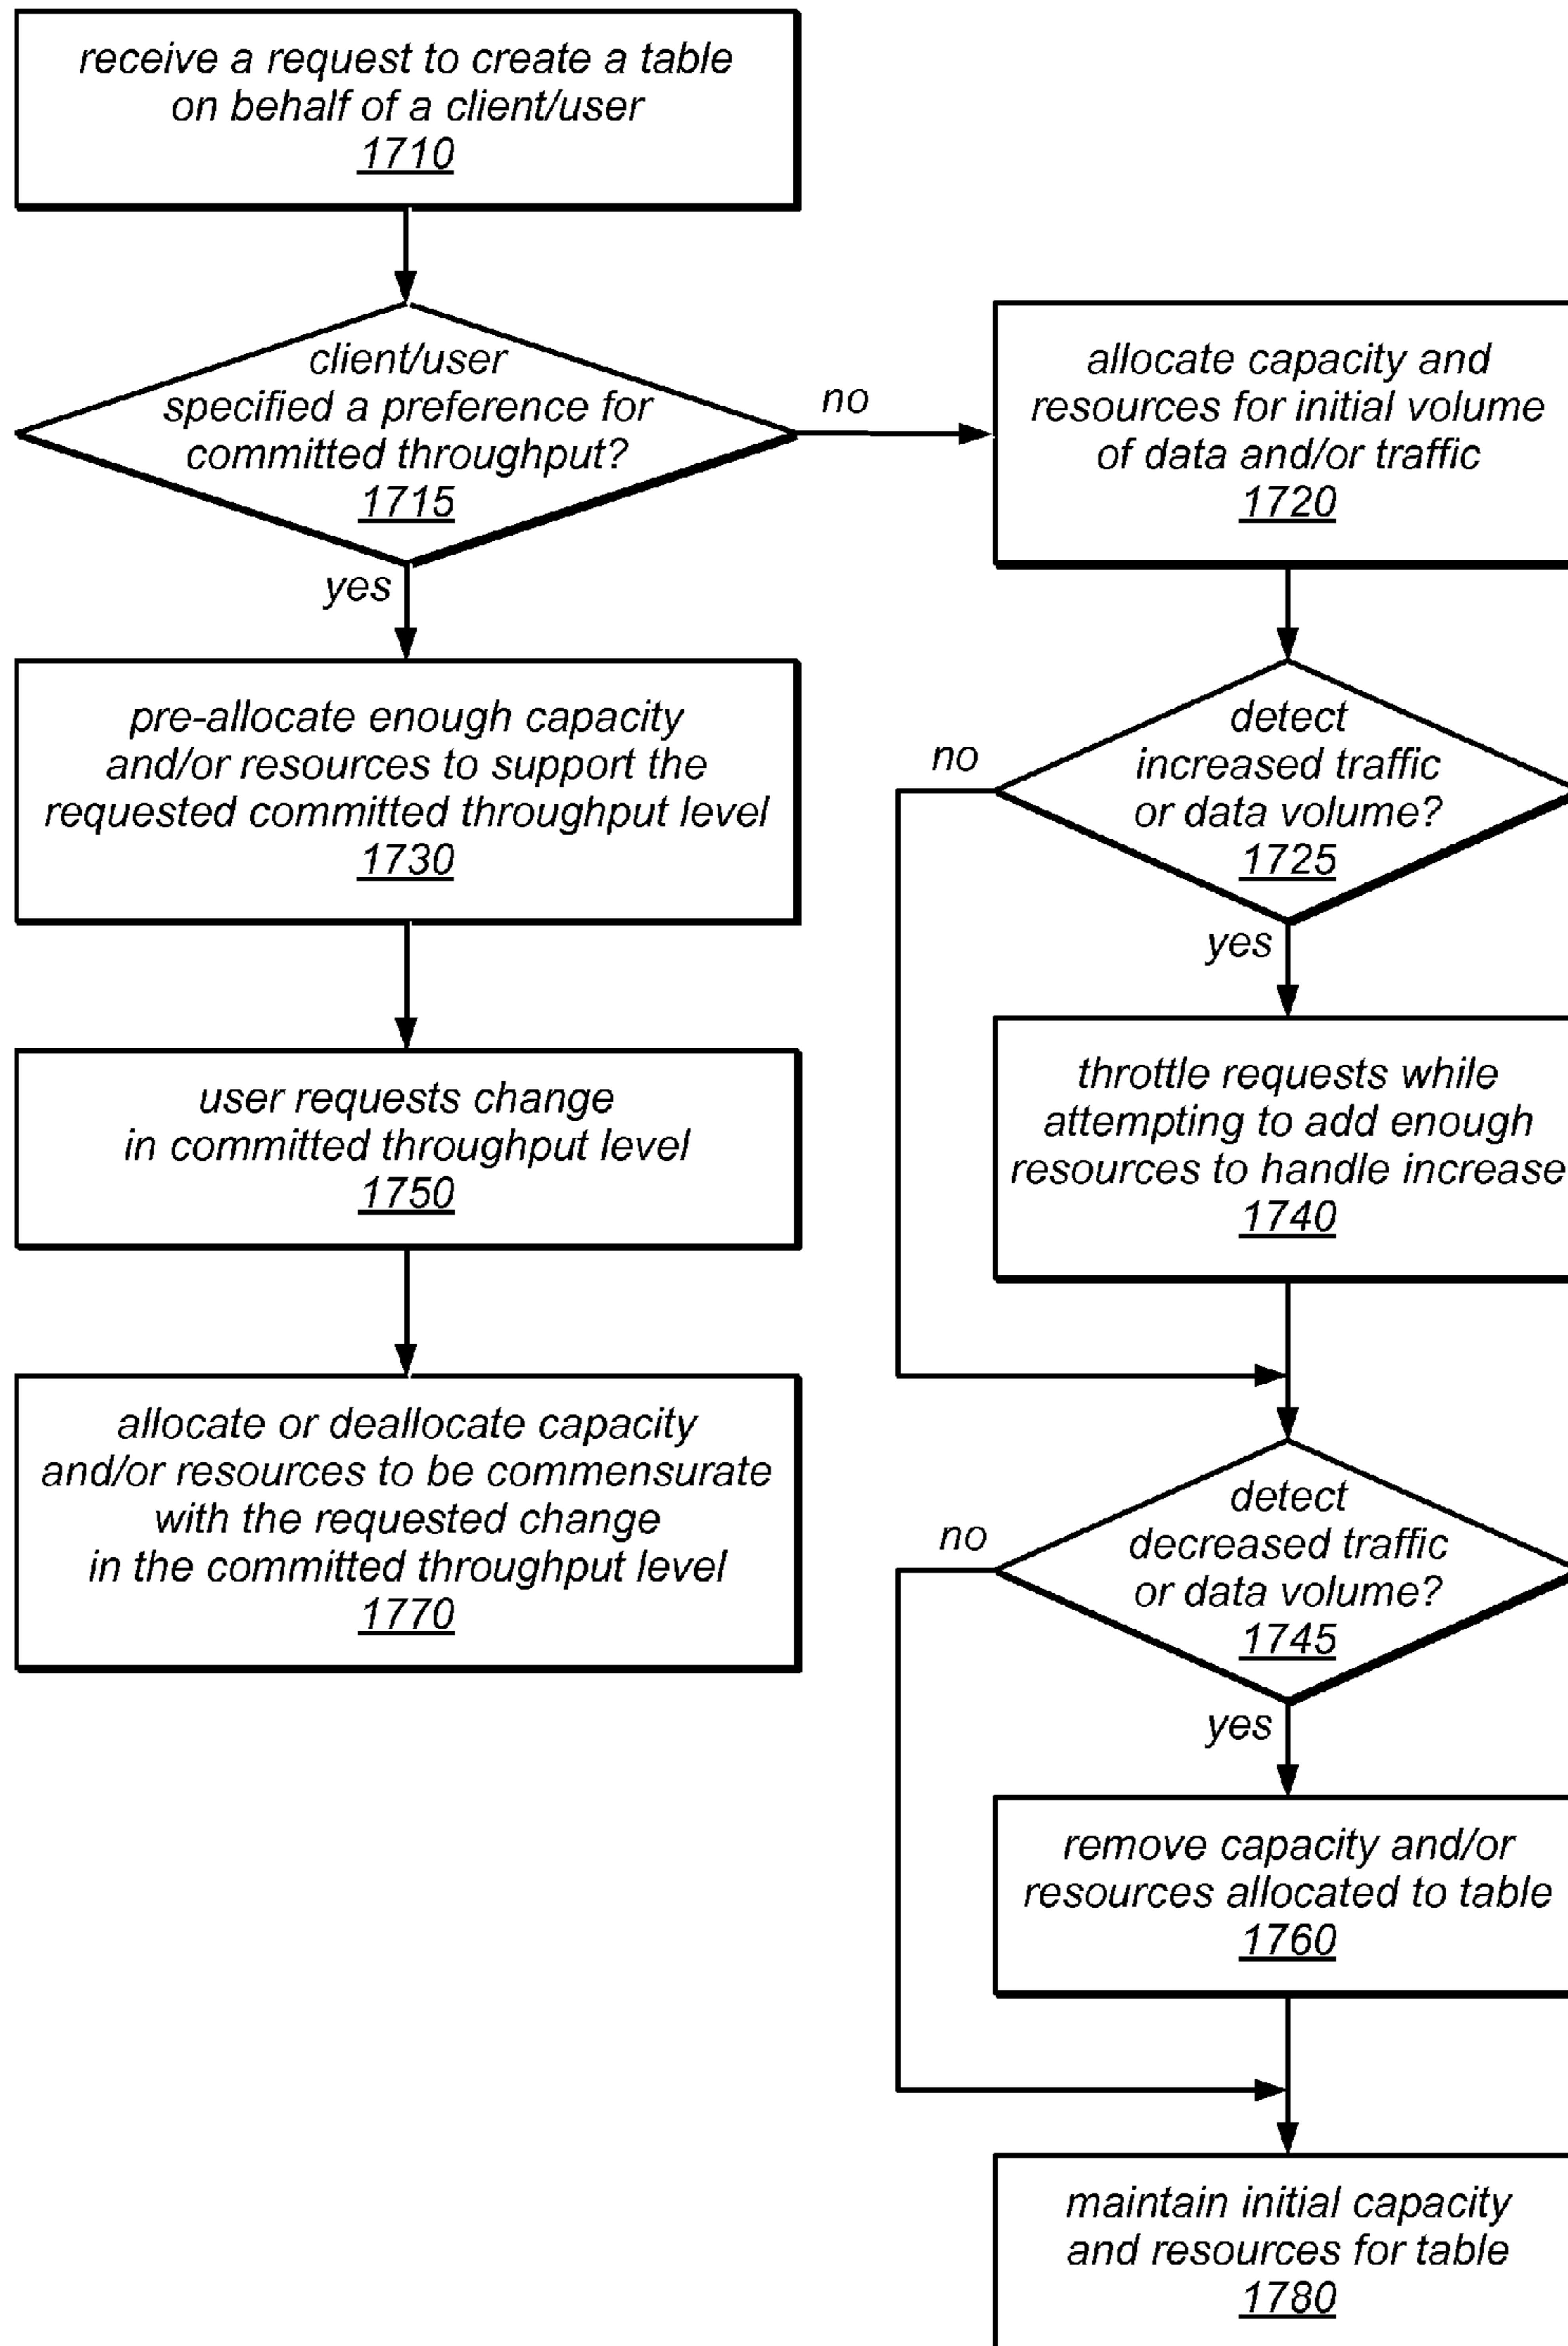 receive a request to create a table
on behalf of a client/user
1710
client/user
specified a preference for
committed throughput?
1715
no
yes
allocate capacity and
resources for initial volume
of data and/or traffic
1720
pre-allocate enough capacity
and/or resources to support the
requested committed throughput level
1730
detect
increased traffic
or data volume?
1725
no
yes
user requests change
in committed throughput level
1750
throttle requests while
attempting to add enough
resources to handle increase
1740
allocate or deallocate capacity
and/or resources to be commensurate
with the requested change
in the committed throughput level
1770
detect
decreased traffic
or data volume?
1745
no
yes
remove capacity and/or
resources allocated to table
1760
maintain initial capacity
and resources for table
1780